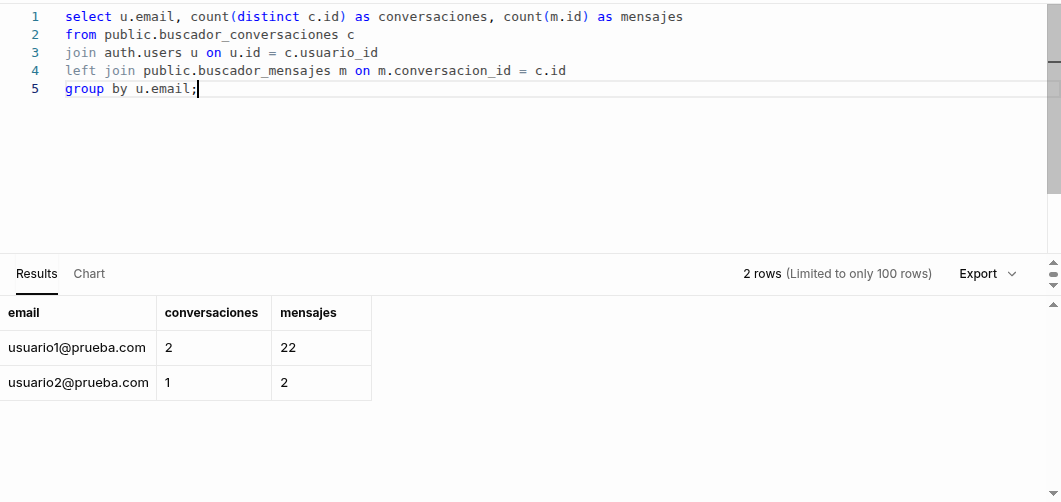 1 select u.email, count(distinct c.id) as conversaciones, count(m.id) as mensajes
2 from public.buscador_conversaciones c
3 join auth.users u on u.id = c.usuario_id
4 left join public.buscador_mensajes m on m.conversacion_id = c.id
5 group by u.email;
Results Chart 2 rows (Limited to only 100 rows) Export
email conversaciones mensajes
usuario1@prueba.com 2 22
usuario2@prueba.com 1 2